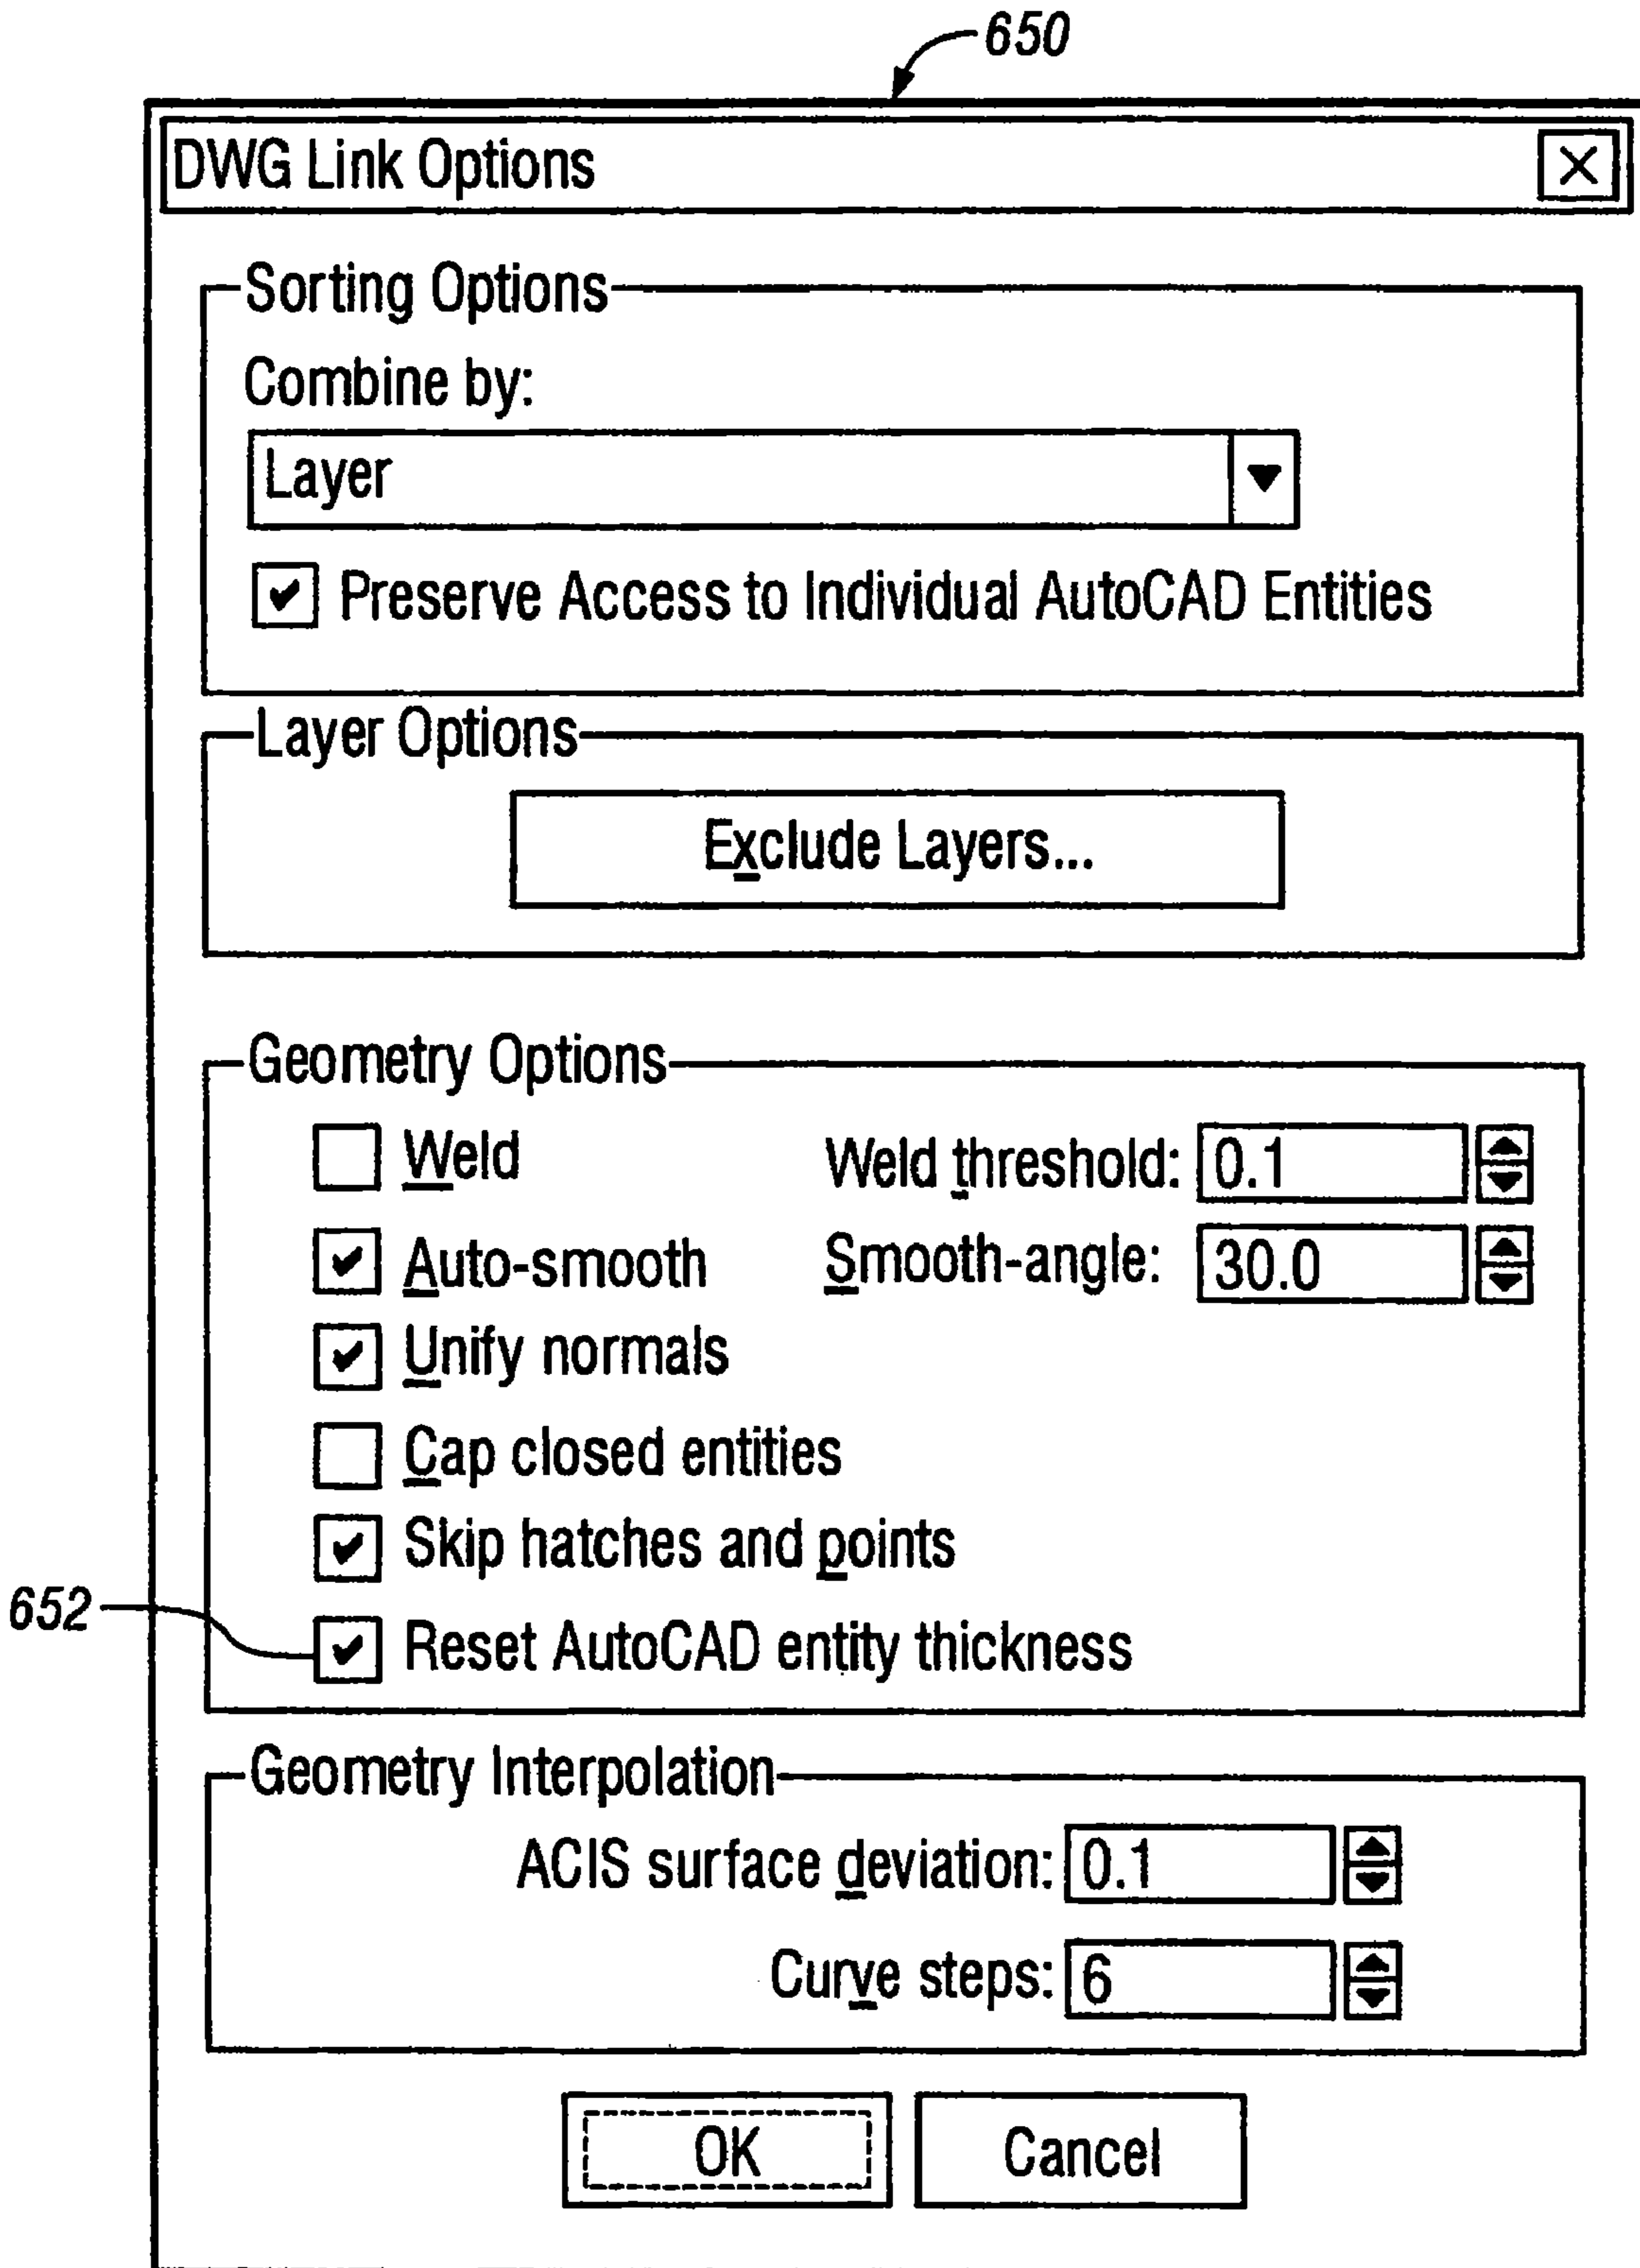 650
DWG Link Options
Sorting Options
Combine by:
Layer
Preserve Access to Individual AutoCAD Entities
Layer Options
Exclude Layers...
Geometry Options
Weld Weld threshold: 0.1
Auto-smooth Smooth-angle: 30.0
Unify normals
Cap closed entities
Skip hatches and points
652 Reset AutoCAD entity thickness
Geometry Interpolation
ACIS surface deviation: 0.1
Curve steps: 6
OK Cancel